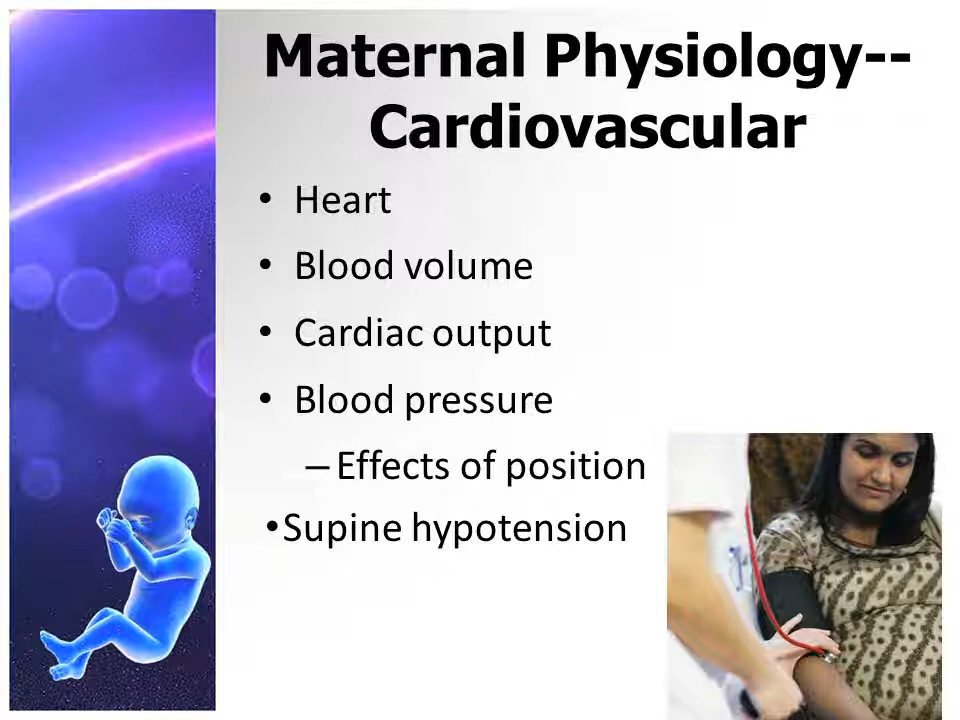 Maternal Physiology--
Cardiovascular
• Heart
• Blood volume
• Cardiac output
• Blood pressure
– Effects of position
• Supine hypotension